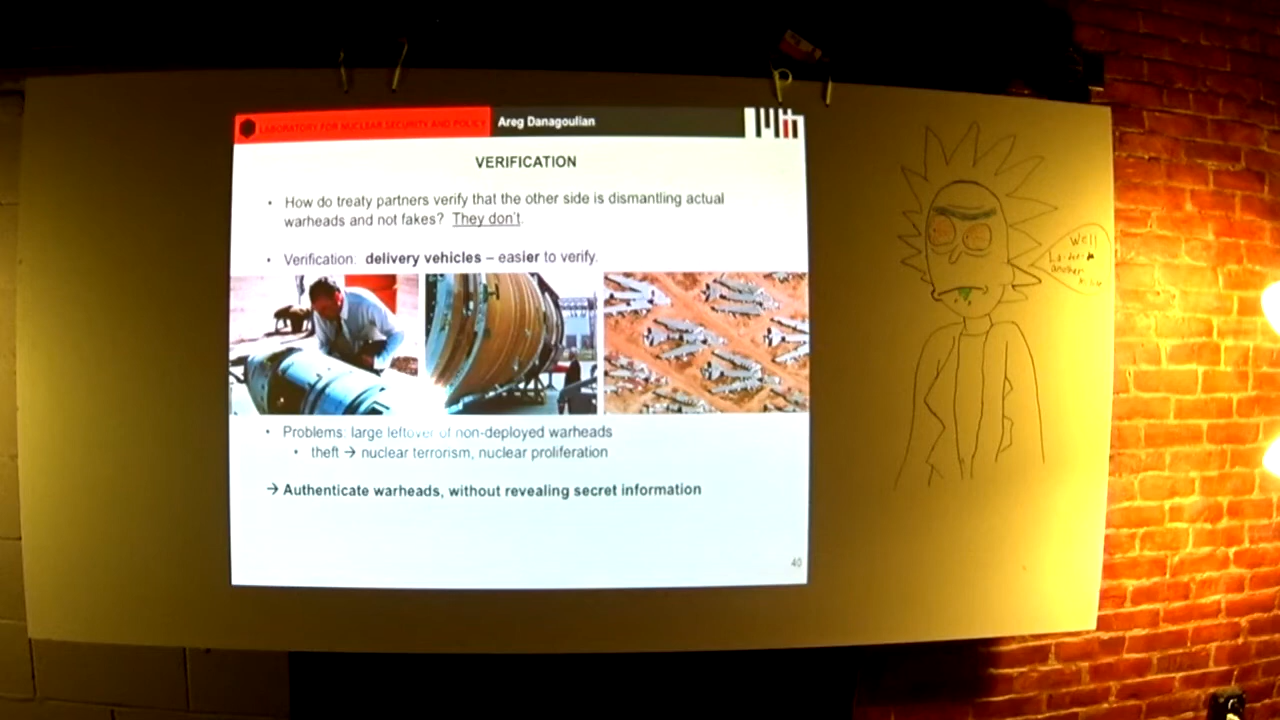 LABORATORY FOR NUCLEAR SECURITY AND POLICY
Areg Danagoulian
MIT
VERIFICATION
• How do treaty partners verify that the other side is dismantling actual
warheads and not fakes? They don't.
• Verification: delivery vehicles – easier to verify.
• Problems: large leftover of non-deployed warheads
• theft → nuclear terrorism, nuclear proliferation
→ Authenticate warheads, without revealing secret information
40
Well
another